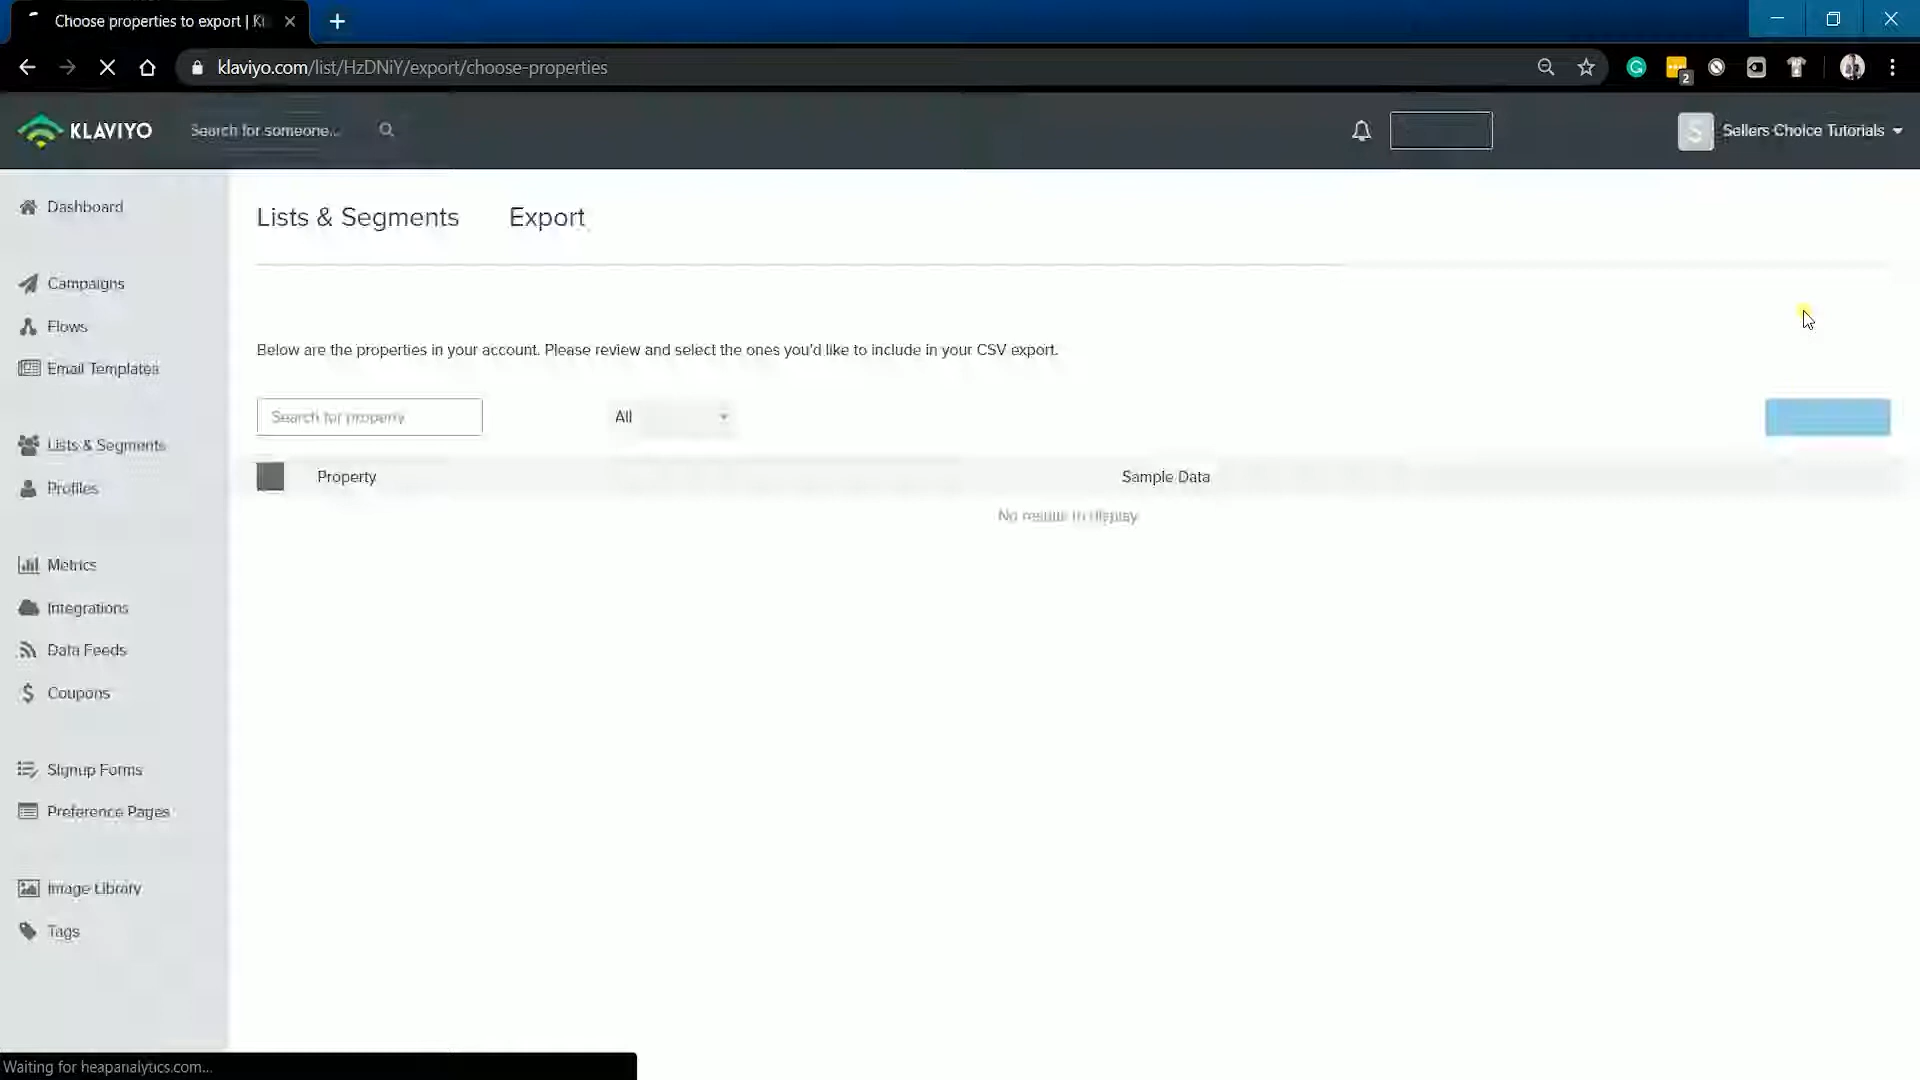 Choose properties to export | Kl
klaviyo.com/list/HzDNiY/export/choose-properties
2
KLAVIYO
Search for someone...
S
Sellers Choice Tutorials
Dashboard
Campaigns
Flows
Email Templates
Lists & Segments
Profiles
Metrics
Integrations
Data Feeds
Coupons
Signup Forms
Preference Pages
Image Library
Tags
Lists & Segments
Export
Below are the properties in your account. Please review and select the ones you'd like to include in your CSV export.
Search for property
All
Property
Sample Data
No results to display
Waiting for heapanalytics.com...